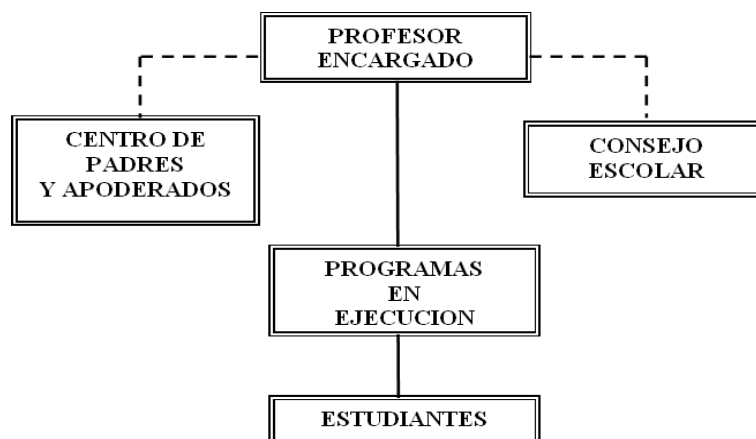 PROFESOR
ENCARGADO
CENTRO DE
PADRES
Y APODERADOS
CONSEJO
ESCOLAR
PROGRAMAS
EN
EJECUCION
ESTUDIANTES